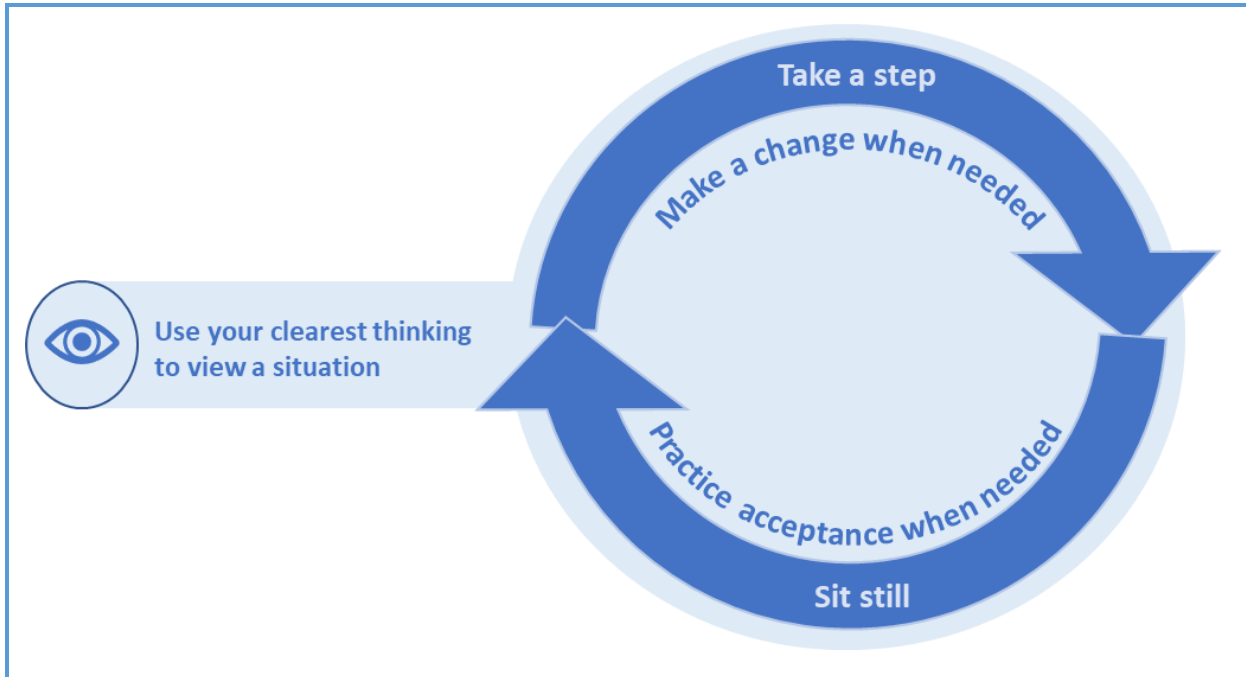 Take a step
Make a change when needed
Use your clearest thinking
to view a situation
Practice acceptance when needed
Sit still